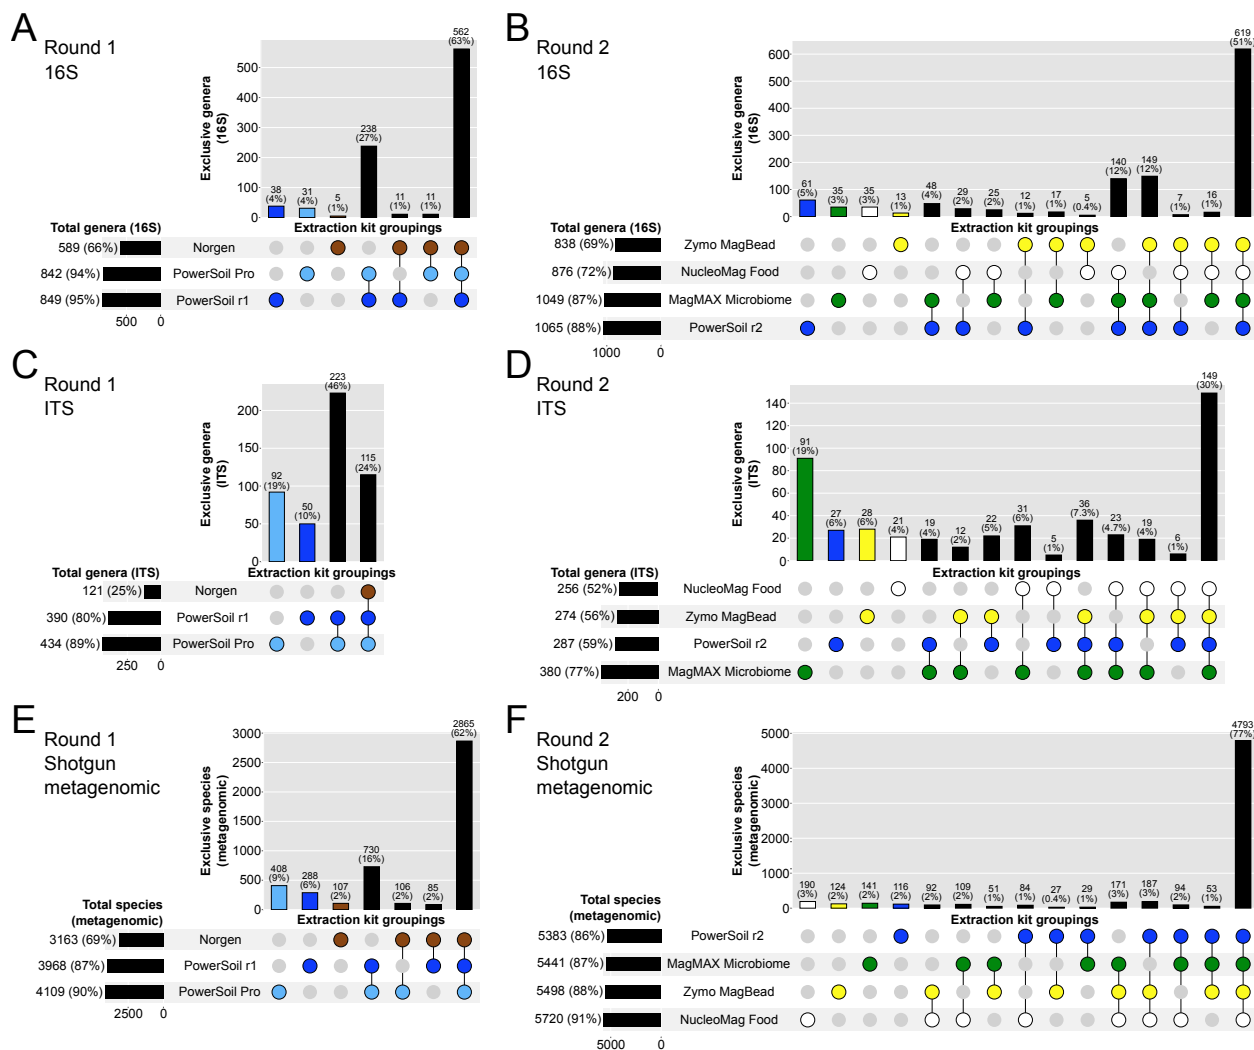 A
Round 1
16S
Exclusive genera
(16S)
500
400
300
200
100
0
38
(4%)
31
(4%)
5
(1%)
238
(27%)
11
(1%)
11
(1%)
562
(63%)
Extraction kit groupings
Total genera (16S)
589 (66%)
Norgen
842 (94%)
PowerSoil Pro
849 (95%)
PowerSoil r1
500
0
B
Round 2
16S
Exclusive genera
(16S)
600
500
400
300
200
100
0
61
(5%)
35
(3%)
35
(3%)
13
(1%)
48
(4%)
29
(2%)
25
(2%)
12
(1%)
17
(1%)
5
(0.4%)
140
(12%)
149
(12%)
7
(1%)
16
(1%)
619
(51%)
Extraction kit groupings
Total genera (16S)
838 (69%)
Zymo MagBead
876 (72%)
NucleoMag Food
1049 (87%)
MagMAX Microbiome
1065 (88%)
PowerSoil r2
1000
0
C
Round 1
ITS
Exclusive genera
(ITS)
200
150
100
50
0
92
(19%)
50
(10%)
223
(46%)
115
(24%)
Extraction kit groupings
Total genera (ITS)
121 (25%)
Norgen
390 (80%)
PowerSoil r1
434 (89%)
PowerSoil Pro
250
0
D
Round 2
ITS
Exclusive genera
(ITS)
140
120
100
80
60
40
20
0
91
(19%)
27
(6%)
28
(6%)
21
(4%)
19
(4%)
12
(2%)
22
(5%)
31
(6%)
5
(1%)
36
(7.3%)
23
(4.7%)
19
(4%)
6
(1%)
149
(30%)
Extraction kit groupings
Total genera (ITS)
256 (52%)
NucleoMag Food
274 (56%)
Zymo MagBead
287 (59%)
PowerSoil r2
380 (77%)
MagMAX Microbiome
200
0
E
Round 1
Shotgun
metagenomic
Exclusive species
(metagenomic)
3000
2500
2000
1500
1000
500
0
408
(9%)
288
(6%)
107
(2%)
730
(16%)
106
(2%)
85
(2%)
2865
(62%)
Extraction kit groupings
Total species
(metagenomic)
3163 (69%)
Norgen
3968 (87%)
PowerSoil r1
4109 (90%)
PowerSoil Pro
2500
0
F
Round 2
Shotgun
metagenomic
Exclusive species
(metagenomic)
5000
4000
3000
2000
1000
0
190
(3%)
124
(2%)
141
(2%)
116
(2%)
92
(2%)
109
(2%)
51
(1%)
84
(1%)
27
(0.4%)
29
(1%)
171
(3%)
187
(3%)
94
(2%)
53
(1%)
4793
(77%)
Extraction kit groupings
Total species
(metagenomic)
5383 (86%)
PowerSoil r2
5441 (87%)
MagMAX Microbiome
5498 (88%)
Zymo MagBead
5720 (91%)
NucleoMag Food
5000
0